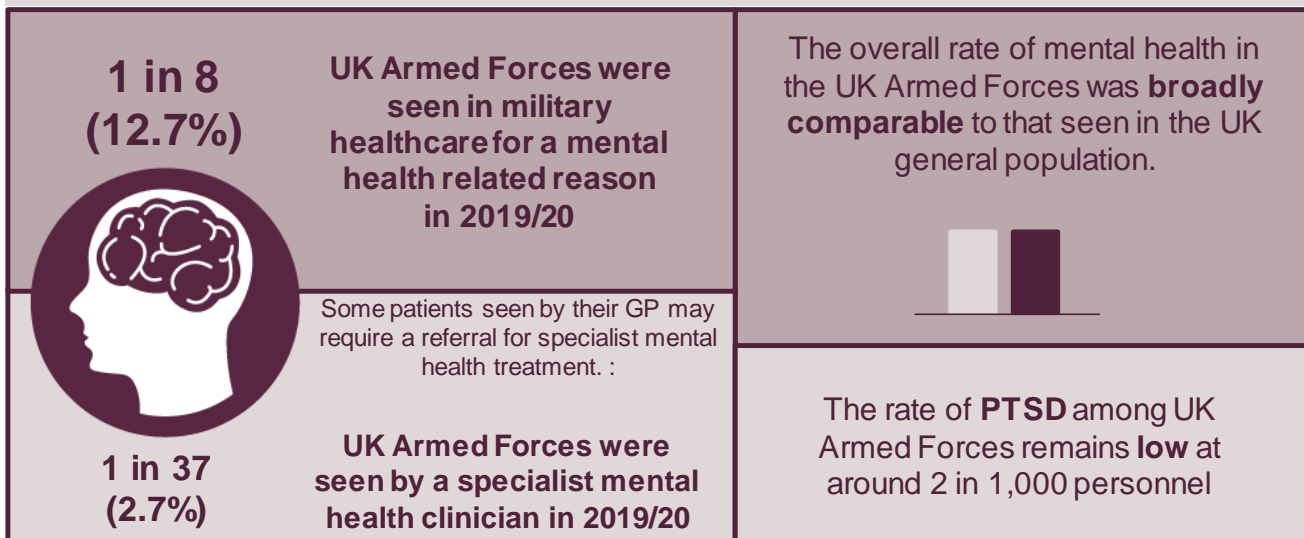 1 in 8
(12.7%)
UK Armed Forces were
seen in military
healthcare for a mental
health related reason
in 2019/20
Some patients seen by their GP may
require a referral for specialist mental
health treatment. :
1 in 37
(2.7%)
UK Armed Forces were
seen by a specialist mental
health clinician in 2019/20
The overall rate of mental health in
the UK Armed Forces was broadly
comparable to that seen in the UK
general population.
The rate of PTSD among UK
Armed Forces remains low at
around 2 in 1,000 personnel